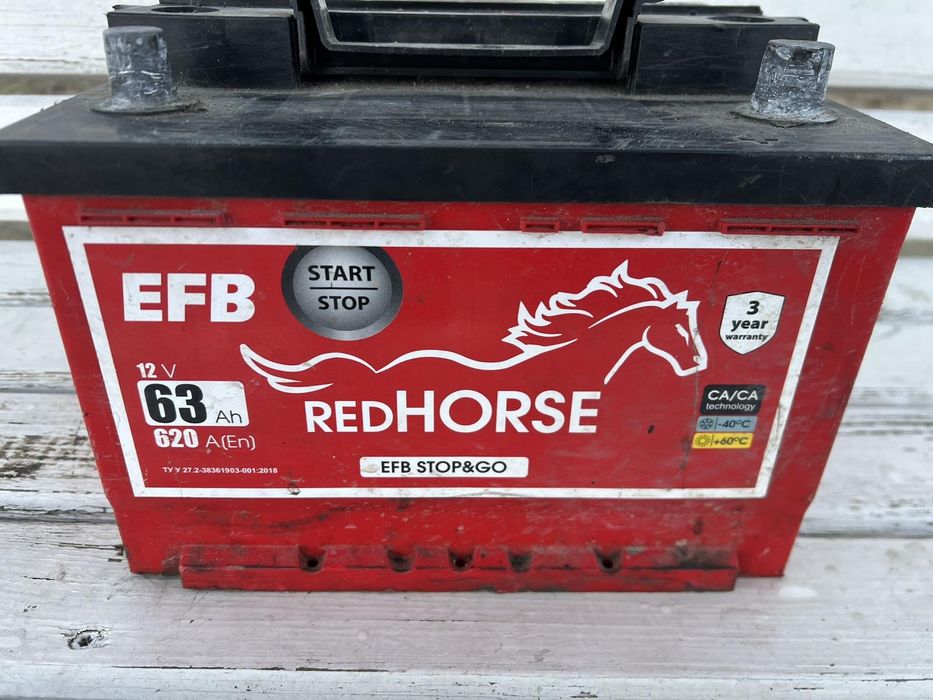 EFB
START
STOP
3
year
warranty
12 V
63 Ah
620 A(En)
REDHORSE
CA/CA
technology
-40°C
+60°C
EFB STOP&GO
ТУ У 27.2-38361903-001:2018